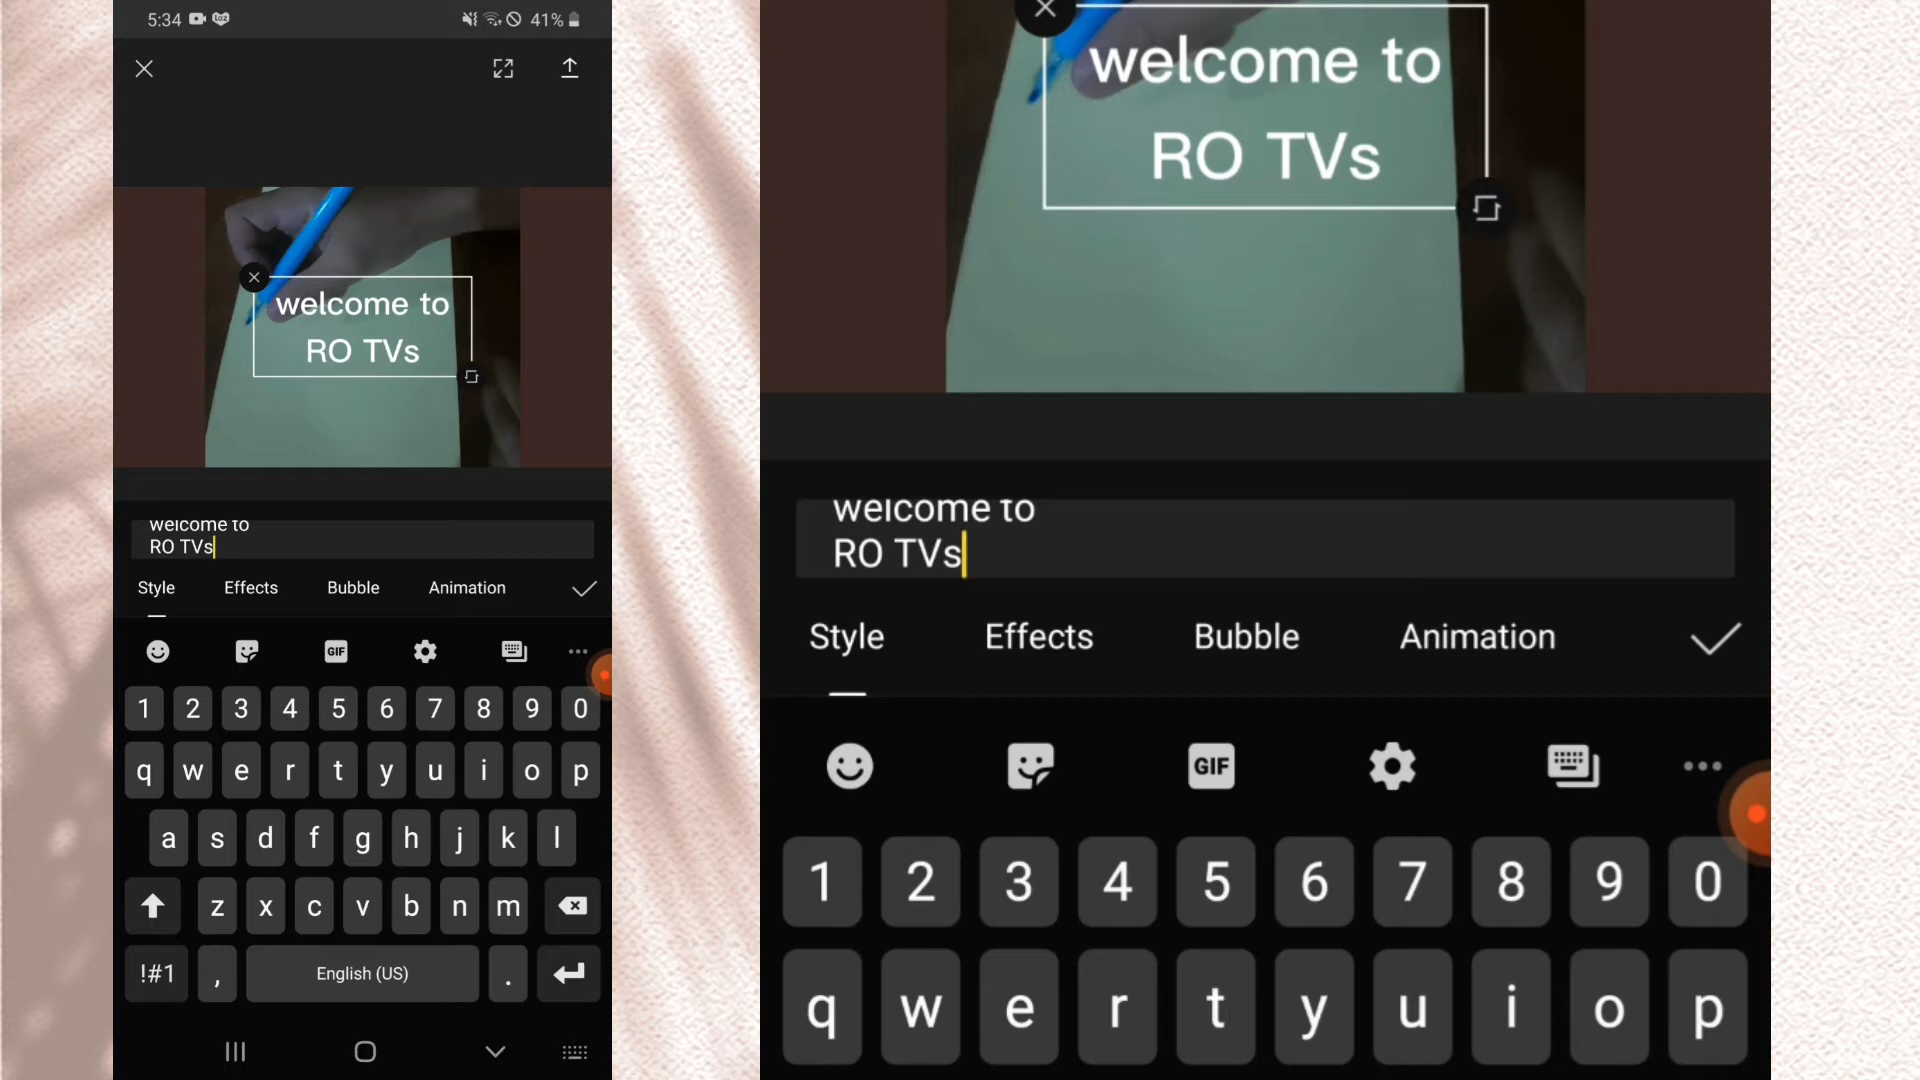 5:34
41%
welcome to
RO TVs
welcome to
RO TVs
Style Effects Bubble Animation
GIF
1 2 3 4 5 6 7 8 9 0
q w e r t y u i o p
a s d f g h j k l
z x c v b n m
!#1 , English (US) .
welcome to
RO TVs
welcome to
RO TVs
Style Effects Bubble Animation
GIF
1 2 3 4 5 6 7 8 9 0
q w e r t y u i o p